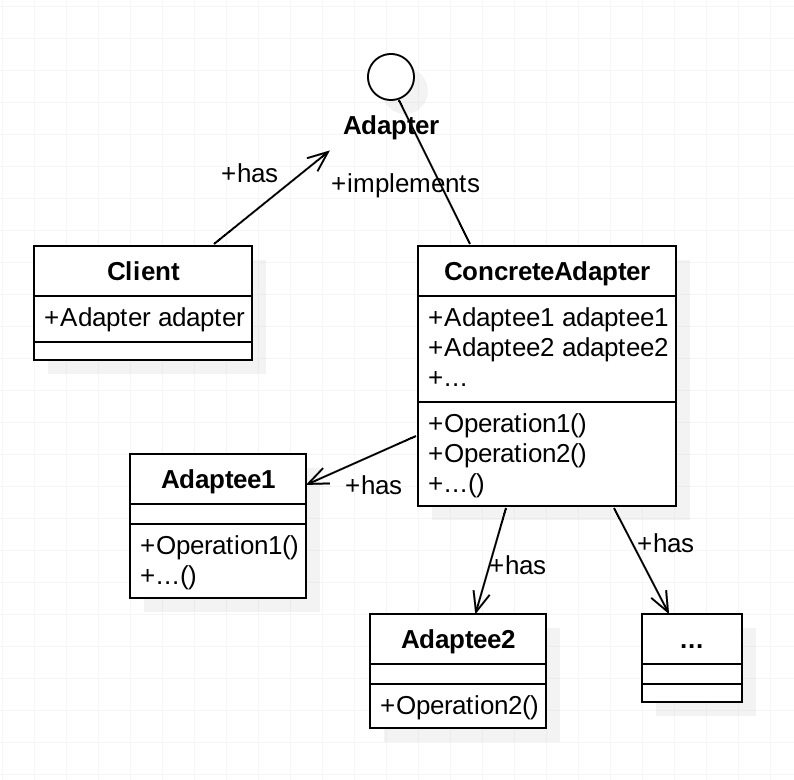 Adapter
+has
+implements
Client
+Adapter adapter
ConcreteAdapter
+Adaptee1 adaptee1
+Adaptee2 adaptee2
+...
+Operation1()
+Operation2()
+...()
Adaptee1
+Operation1()
+...()
+has
+has
+has
Adaptee2
+Operation2()
...